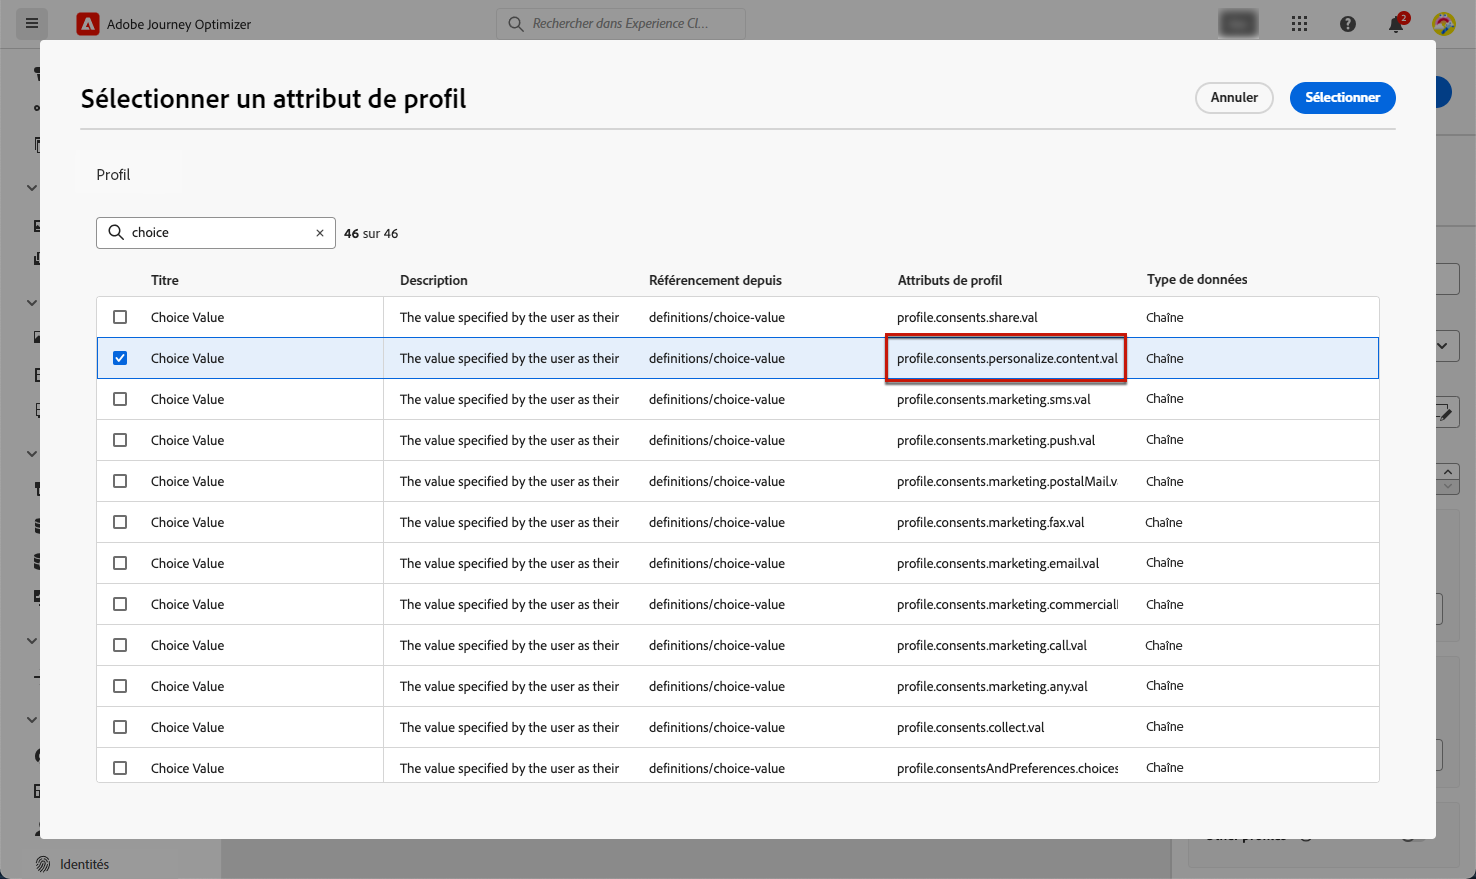 Adobe Journey Optimizer
Rechercher dans Experience Cl...
2
Sélectionner un attribut de profil
Annuler
Sélectionner
Profil
choice
46 sur 46
Titre Description Référencement depuis Attributs de profil Type de données
Choice Value The value specified by the user as their definitions/choice-value profile.consents.share.val Chaîne
Choice Value The value specified by the user as their definitions/choice-value profile.consents.personalize.content.val Chaîne
Choice Value The value specified by the user as their definitions/choice-value profile.consents.marketing.sms.val Chaîne
Choice Value The value specified by the user as their definitions/choice-value profile.consents.marketing.push.val Chaîne
Choice Value The value specified by the user as their definitions/choice-value profile.consents.marketing.postalMail.v Chaîne
Choice Value The value specified by the user as their definitions/choice-value profile.consents.marketing.fax.val Chaîne
Choice Value The value specified by the user as their definitions/choice-value profile.consents.marketing.email.val Chaîne
Choice Value The value specified by the user as their definitions/choice-value profile.consents.marketing.commercial Chaîne
Choice Value The value specified by the user as their definitions/choice-value profile.consents.marketing.call.val Chaîne
Choice Value The value specified by the user as their definitions/choice-value profile.consents.marketing.any.val Chaîne
Choice Value The value specified by the user as their definitions/choice-value profile.consents.collect.val Chaîne
Choice Value The value specified by the user as their definitions/choice-value profile.consentsAndPreferences.choices Chaîne
Identités